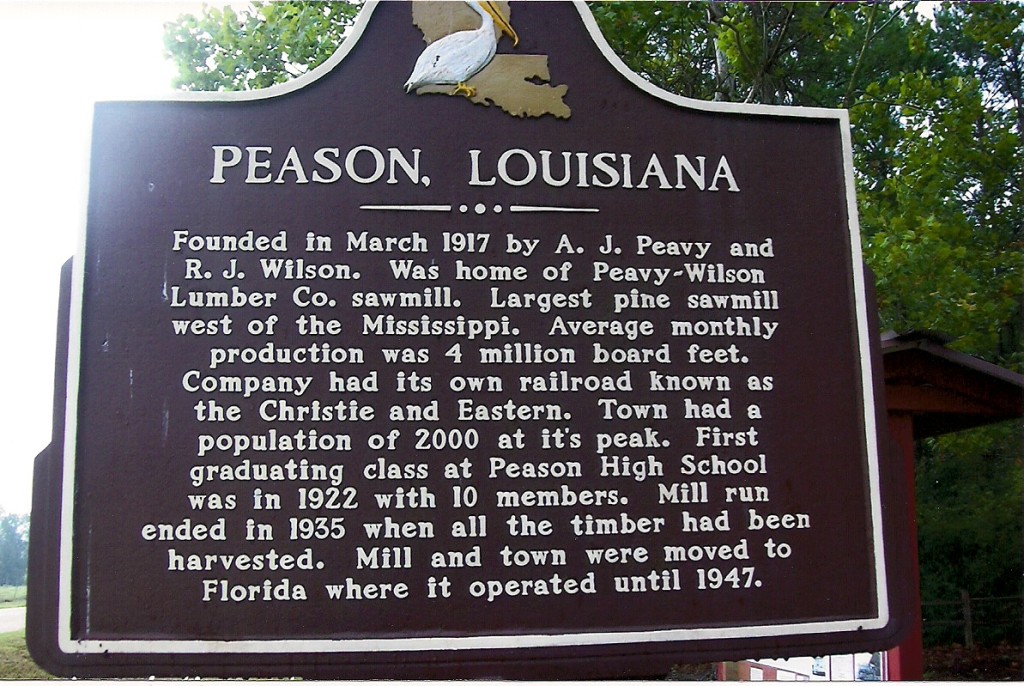 PEASON, LOUISIANA
Founded in March 1917 by A. J. Peavy and
R. J. Wilson. Was home of Peavy-Wilson
Lumber Co. sawmill. Largest pine sawmill
west of the Mississippi. Average monthly
production was 4 million board feet.
Company had its own railroad known as
the Christie and Eastern. Town had a
population of 2000 at it's peak. First
graduating class at Peason High School
was in 1922 with 10 members. Mill run
ended in 1935 when all the timber had been
harvested. Mill and town were moved to
Florida where it operated until 1947.